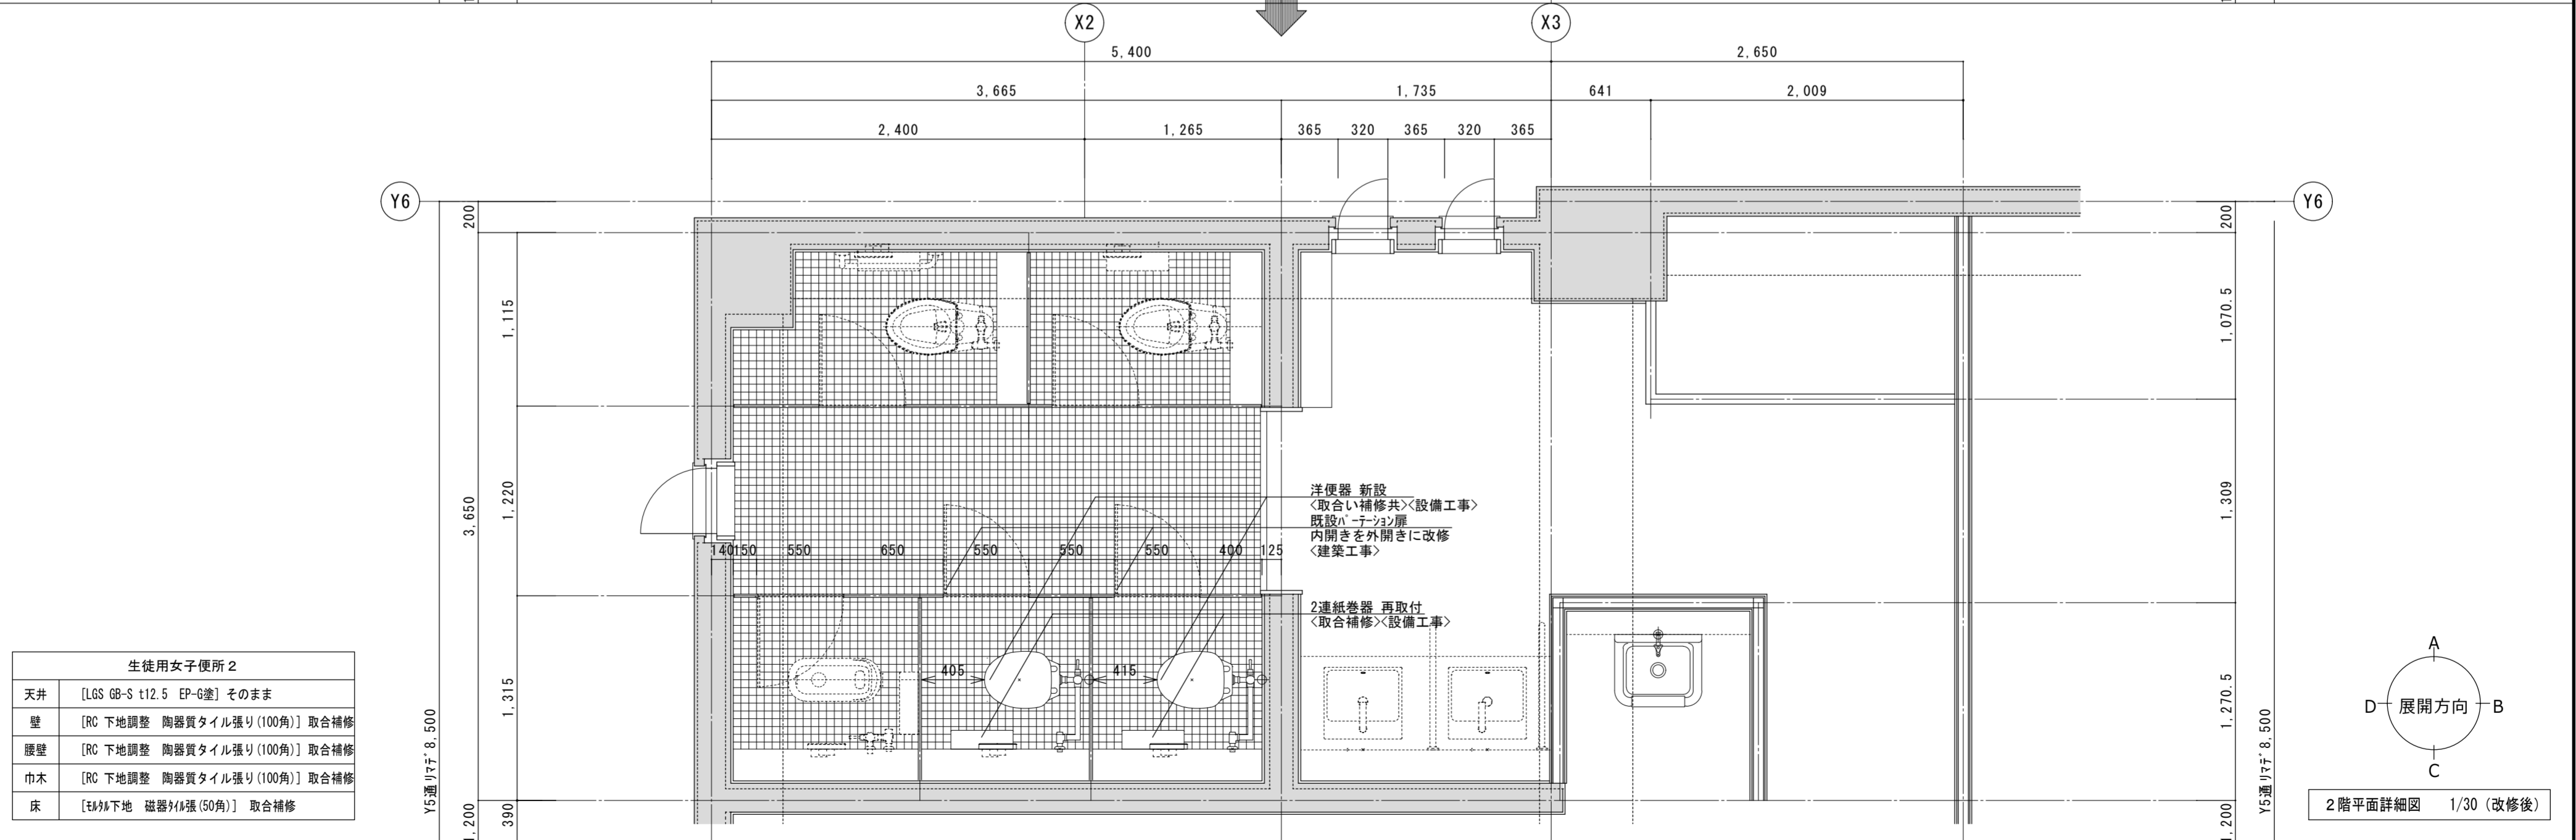 X2
X3
5,400
2,650
3,665
1,735
641
2,009
2,400
1,265
365
320
365
320
365
Y6
Y6
200
200
1,115
1,070.5
3,650
1,220
1,309
洋便器 新設
<取合い補修共><設備工事>
既設パーテーション扉
内開きを外開きに改修
<建築工事>
140
150
550
650
550
550
550
400
125
2連紙巻器 再取付
<取合補修><設備工事>
405
415
1,315
1,270.5
Y5通リマデ 8,500
Y5通リマデ 8,500
1,200
390
1,200
生徒用女子便所2
天井 [LGS GB-S t12.5 EP-G塗] そのまま
壁 [RC 下地調整 陶器質タイル張り(100角)] 取合補修
腰壁 [RC 下地調整 陶器質タイル張り(100角)] 取合補修
巾木 [RC 下地調整 陶器質タイル張り(100角)] 取合補修
床 [モルタル下地 磁器タイル張(50角)] 取合補修
A
D 展開方向 B
C
2階平面詳細図 1/30 (改修後)